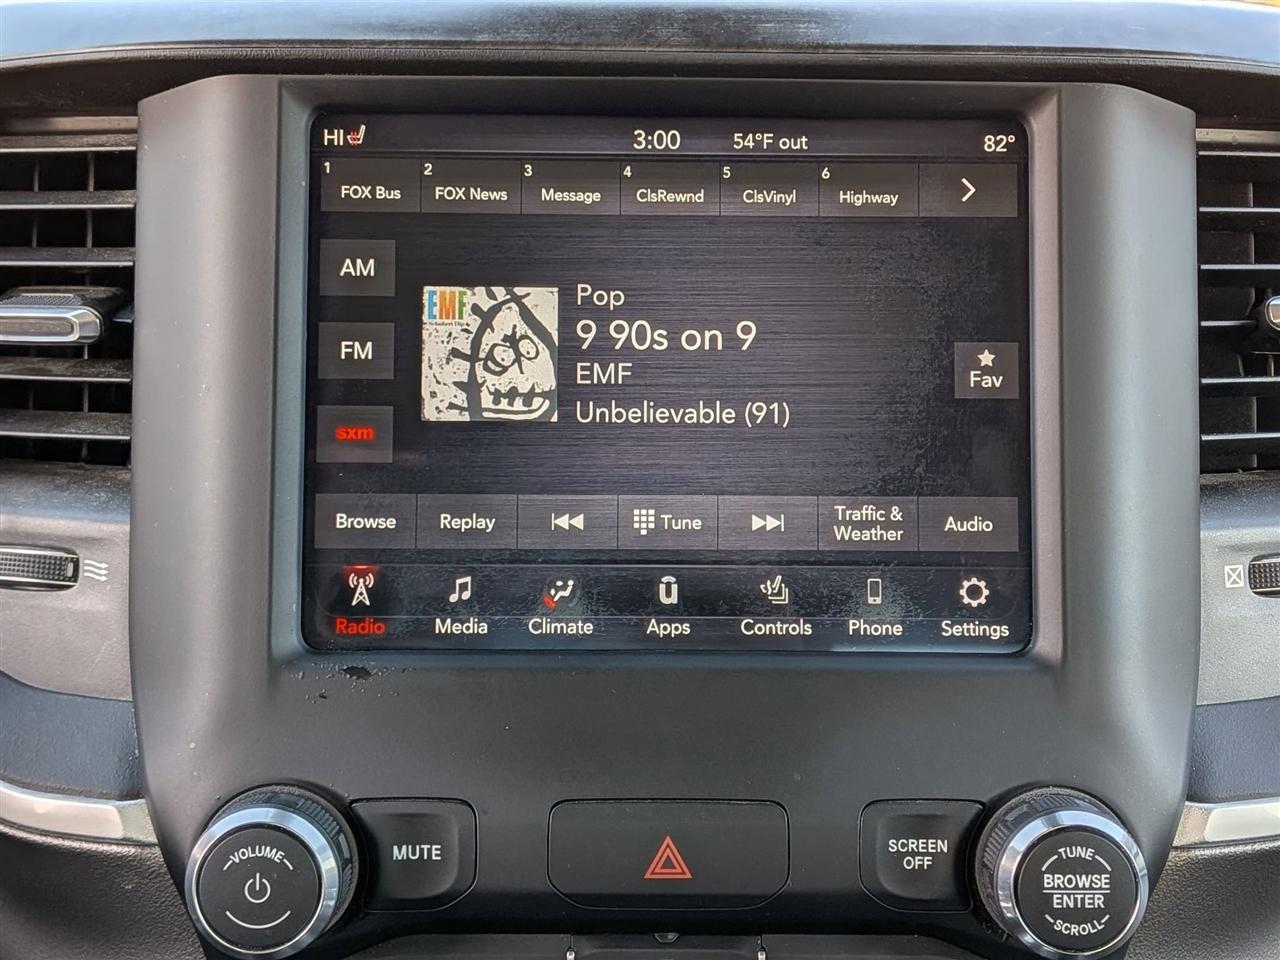 HI 3:00 54°F out 82°
1 FOX Bus 2 FOX News 3 Message 4 ClsRewnd 5 ClsVinyl 6 Highway
AM
FM
sxm
EMF
Schubert Dip
Pop
9 90s on 9
EMF
Unbelievable (91)
Fav
Browse Replay Tune Traffic & Weather Audio
Radio Media Climate Apps Controls Phone Settings
VOLUME
MUTE
SCREEN
OFF
TUNE
BROWSE
ENTER
SCROLL